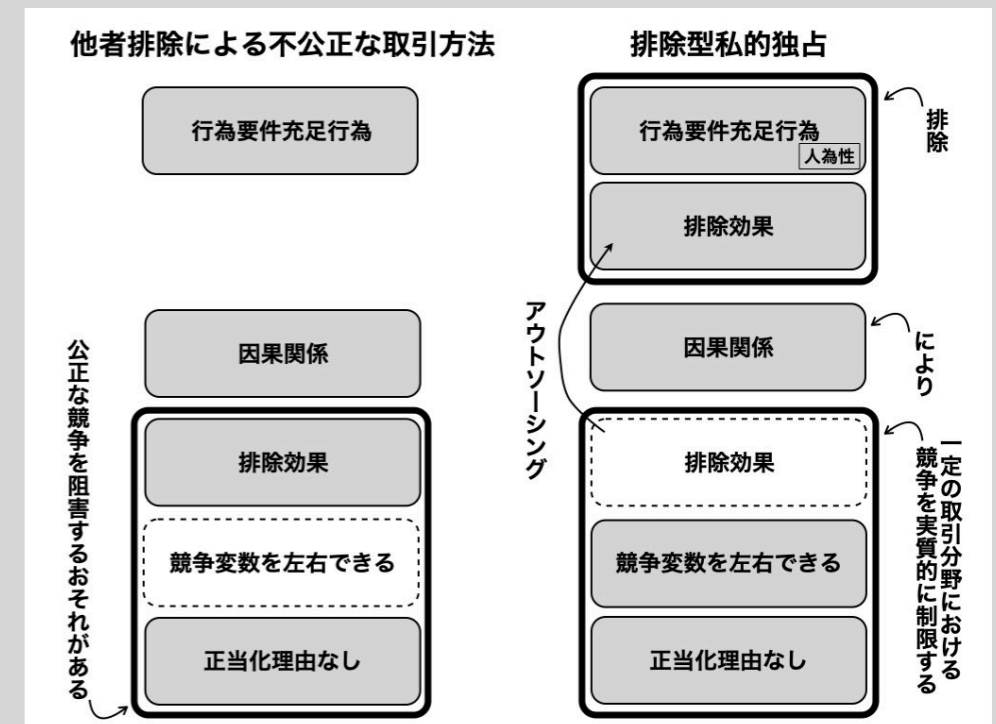 他者排除による不公正な取引方法
行為要件充足行為
因果関係
排除効果
競争変数を左右できる
正当化理由なし
公正な競争を阻害するおそれがある
排除型私的独占
行為要件充足行為
人為性
排除効果
排除
アウトソーシング
因果関係
により
排除効果
競争変数を左右できる
正当化理由なし
一定の取引分野における
競争を実質的に制限する